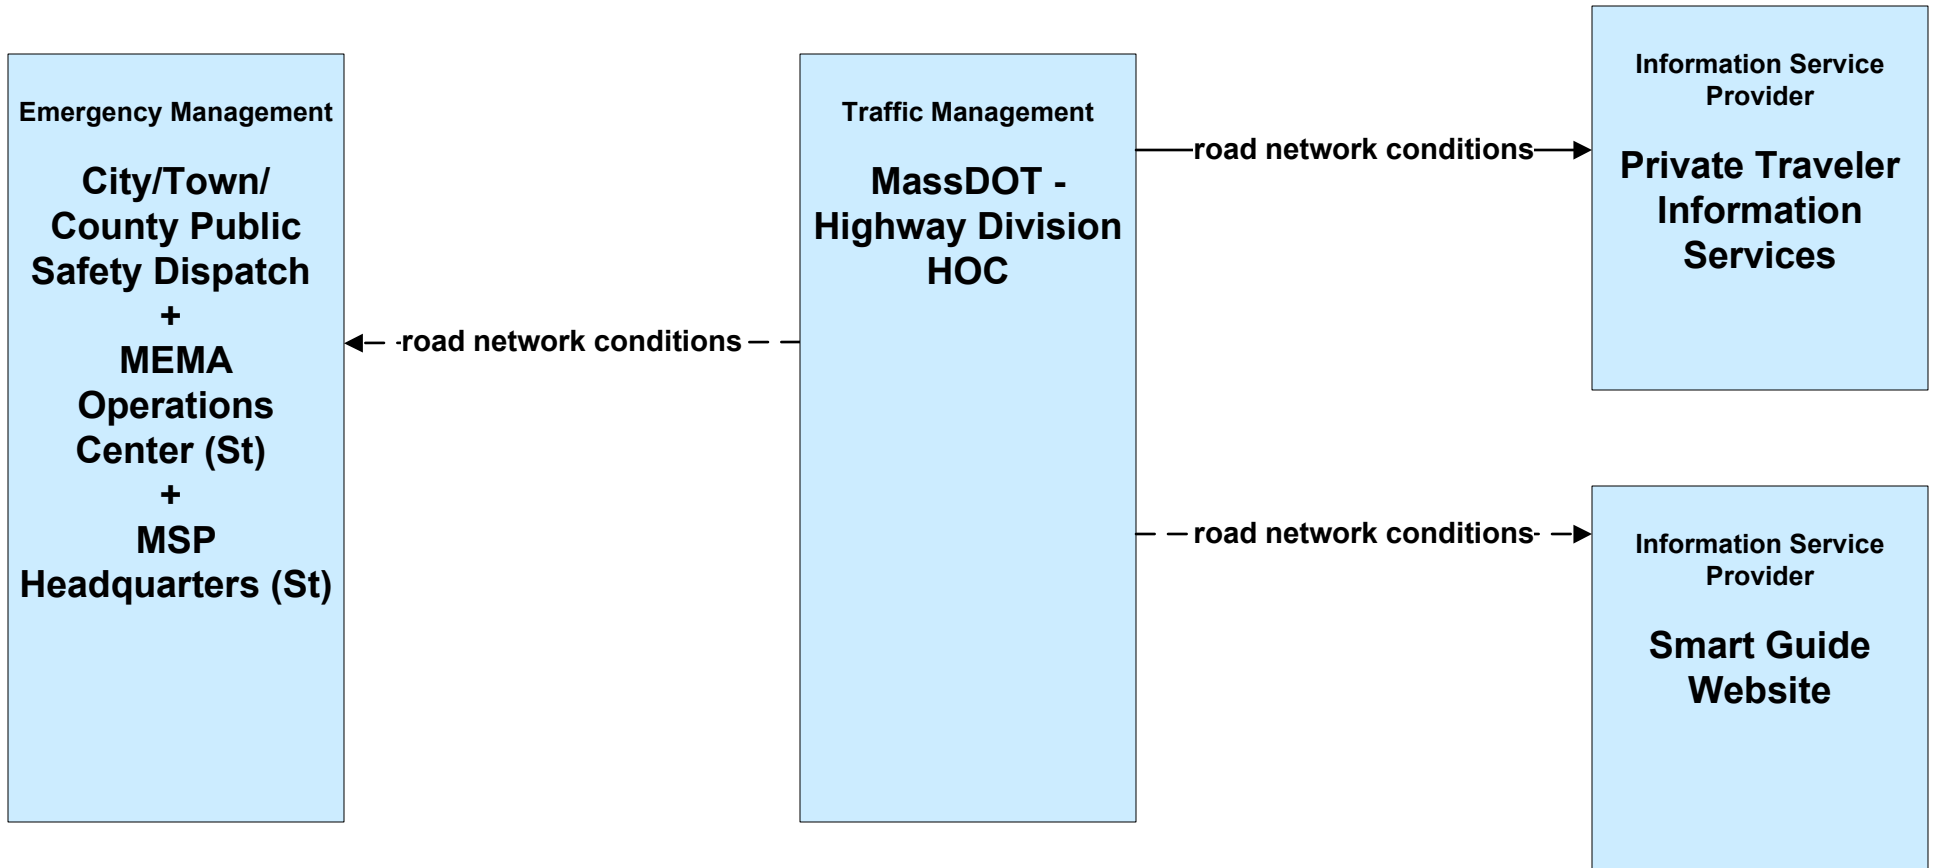 Emergency Management
City/Town/
County Public
Safety Dispatch
+
MEMA
Operations
Center (St)
+
MSP
Headquarters (St)
road network conditions
Traffic Management
MassDOT -
Highway Division
HOC
road network conditions
road network conditions
Information Service
Provider
Private Traveler
Information
Services
Information Service
Provider
Smart Guide
Website